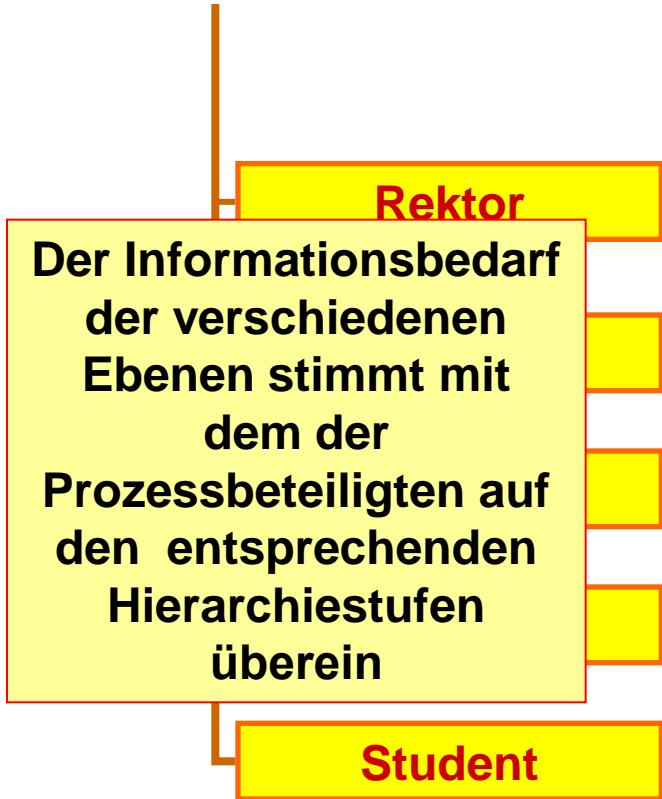 Rektor
Der Informationsbedarf
der verschiedenen
Ebenen stimmt mit
dem der
Prozessbeteiligten auf
den  entsprechenden
Hierarchiestufen
überein
Student